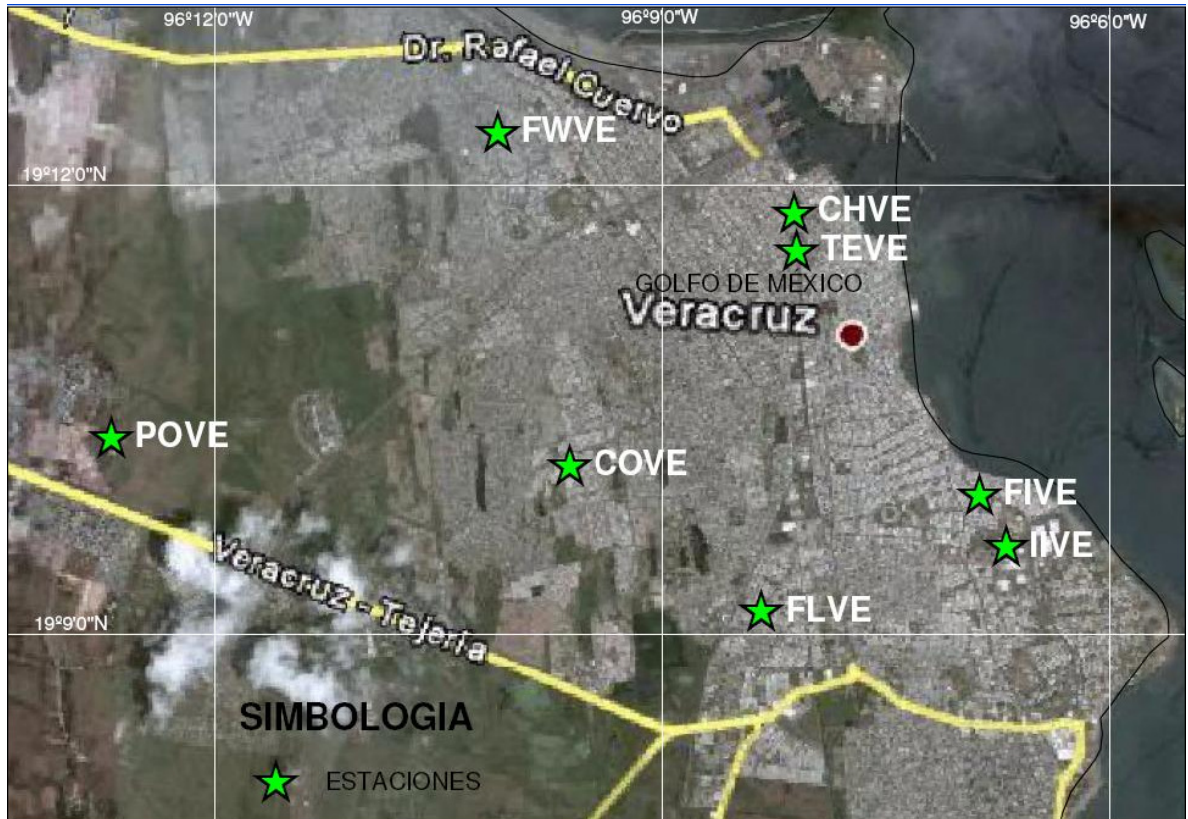 96º12'0"W
96º9'0"W
96º6'0"W
Dr. Rafael Cuervo
FWVE
19º12'0"N
CHVE
TEVE
GOLFO DE MÉXICO
Veracruz
POVE
COVE
FIVE
IIVE
FLVE
Veracruz - Tejería
19º9'0"N
SIMBOLOGIA
ESTACIONES